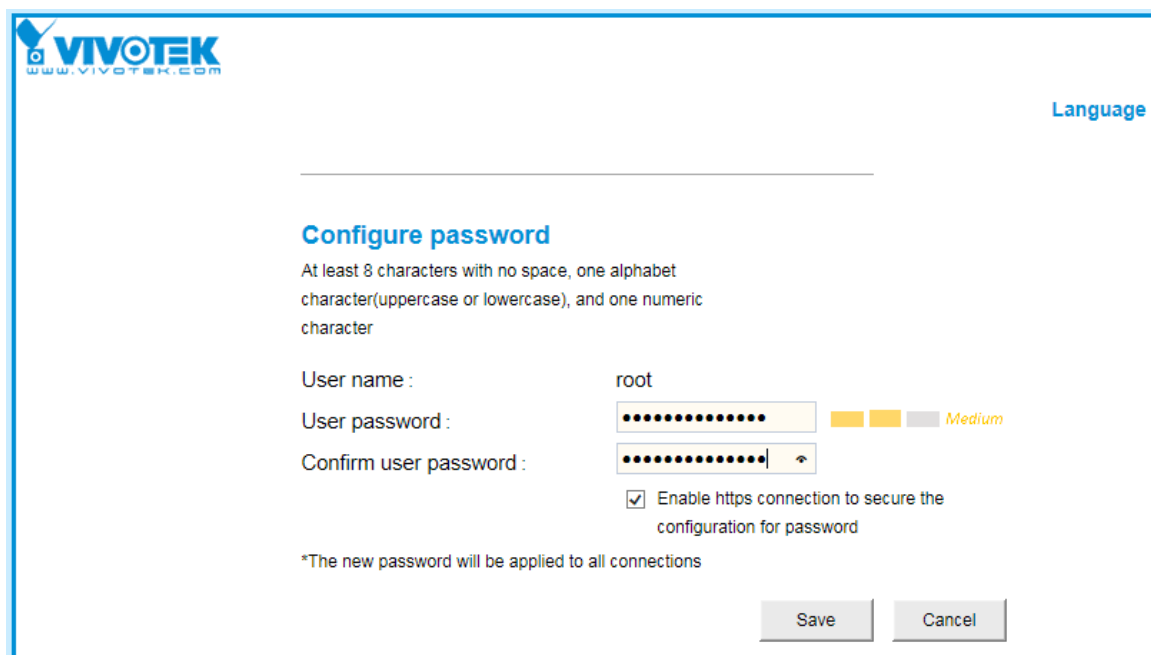 VIVOTEK
www.vivotek.com
Language
Configure password
At least 8 characters with no space, one alphabet
character(uppercase or lowercase), and one numeric
character
User name : root
User password : •••••••••••••• Medium
Confirm user password : ••••••••••••••
Enable https connection to secure the
configuration for password
*The new password will be applied to all connections
Save Cancel